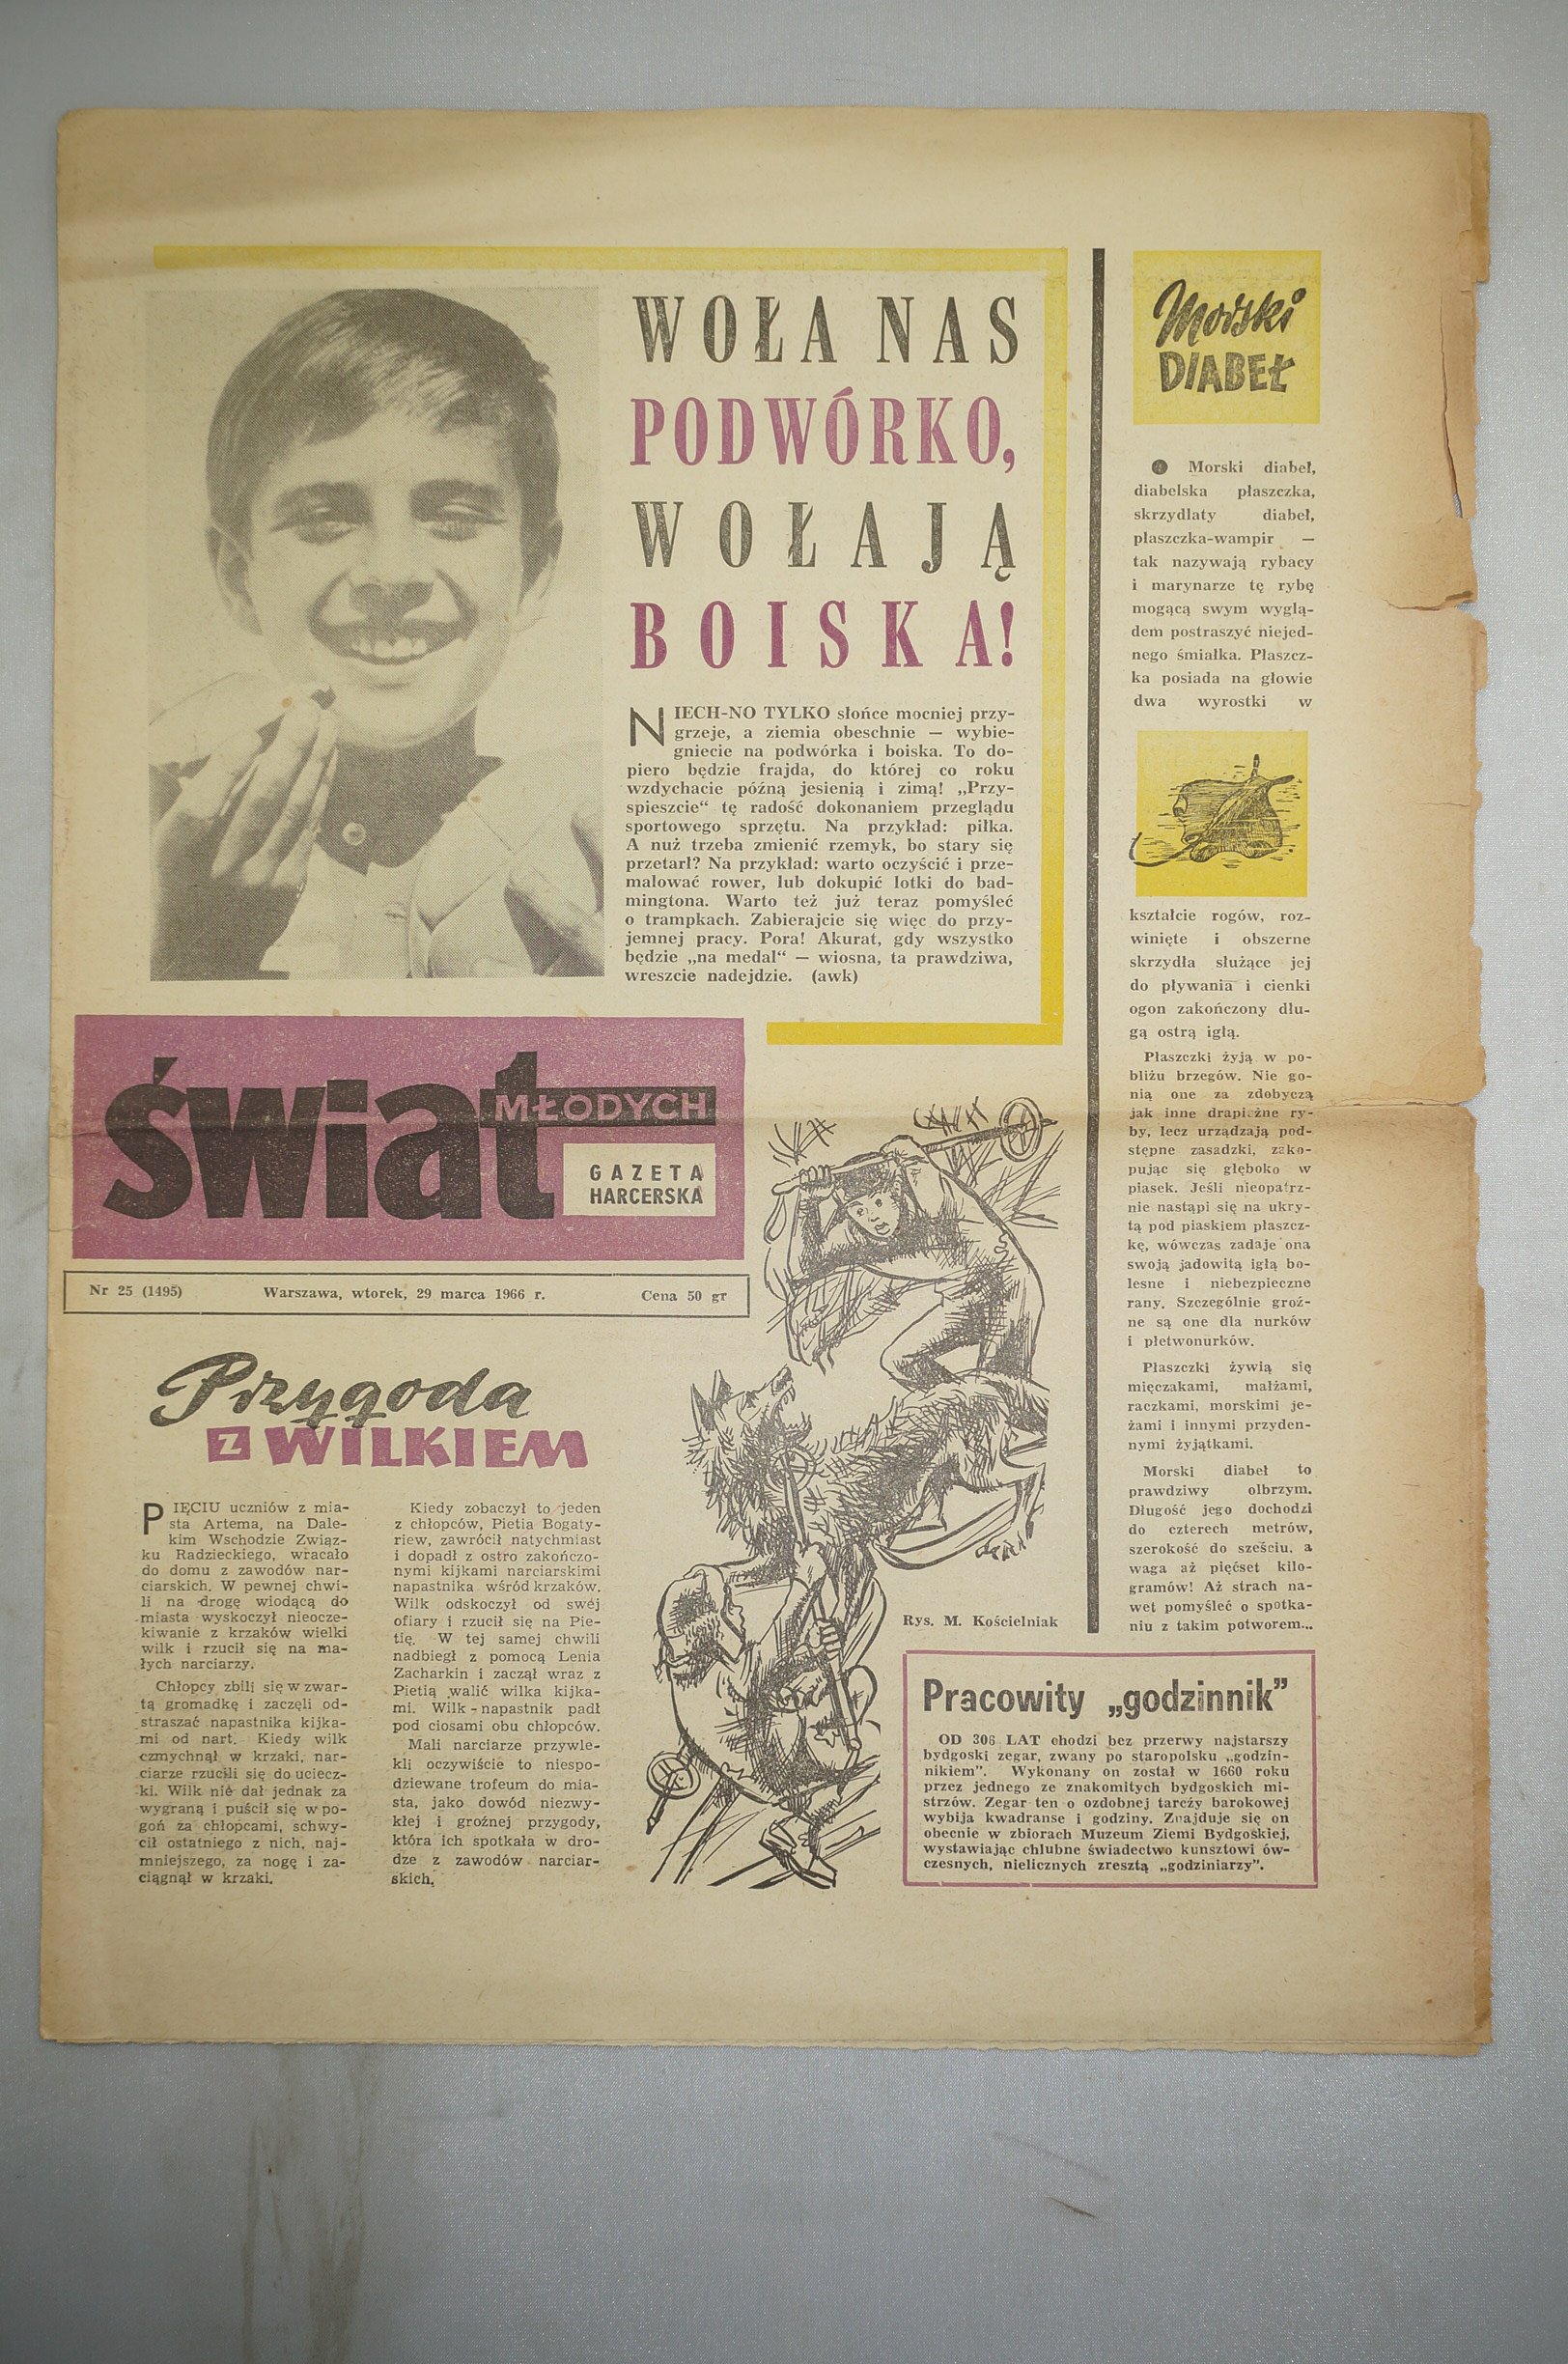 WOŁA NAS
PODWÓRKO,
WOŁAJĄ
BOISKA!
NIECH-NO TYLKO słońce mocniej przy-
grzeje, a ziemia obeschnie — wybie-
gniecie na podwórka i boiska. To do-
piero będzie frajda, do której co roku
wzdychacie późną jesienią i zimą! „Przy-
spieszcie“ tę radość dokonaniem przeglądu
sportowego sprzętu. Na przykład: piłka.
A nuż trzeba zmienić rzemyk, bo stary się
przetarł? Na przykład: warto oczyścić i prze-
malować rower, lub dokupić lotki do bad-
mingtona. Warto też już teraz pomyśleć
o trampkach. Zabierajcie się więc do przy-
jemnej pracy. Pora! Akurat, gdy wszystko
będzie „na medal“ — wiosna, ta prawdziwa,
wreszcie nadejdzie. (awk)
świat
MŁODYCH
GAZETA
HARCERSKA
Nr 25 (1495) Warszawa, wtorek, 29 marca 1966 r. Cena 50 gr
Przygoda
Z WILKIEM
PIĘCIU uczniów z mia-
sta Artema, na Dale-
kim Wschodzie Związ-
ku Radzieckiego, wracało
do domu z zawodów nar-
ciarskich. W pewnej chwi-
li na drogę wiodącą do
miasta wyskoczył nieocze-
kiwanie z krzaków wielki
wilk i rzucił się na ma-
łych narciarzy.
Chłopcy zbili się w zwar-
tą gromadkę i zaczęli od-
straszać napastnika kijka-
mi od nart. Kiedy wilk
czmychnął w krzaki, nar-
ciarze rzucili się do uciecz-
ki. Wilk nie dał jednak za
wygraną i puścił się w po-
goń za chłopcami, schwy-
cił ostatniego z nich, naj-
mniejszego, za nogę i za-
ciągnął w krzaki.
Kiedy zobaczył to jeden
z chłopców, Pietia Bogaty-
riew, zawrócił natychmiast
i dopadł z ostro zakończo-
nymi kijkami narciarskimi
napastnika wśród krzaków.
Wilk odskoczył od swej
ofiary i rzucił się na Pie-
tię. W tej samej chwili
nadbiegł z pomocą Lenia
Zacharkin i zaczął wraz z
Pietią walić wilka kijka-
mi. Wilk - napastnik padł
pod ciosami obu chłopców.
Mali narciarze przywle-
kli oczywiście to niespo-
dziewane trofeum do mia-
sta, jako dowód niezwy-
kłej i groźnej przygody,
która ich spotkała w dro-
dze z zawodów narciar-
skich.
Rys. M. Kościelniak
Morski
DIABEŁ
● Morski diabeł,
diabelska płaszczka,
skrzydlaty diabeł,
płaszczka-wampir —
tak nazywają rybacy
i marynarze tę rybę
mogącą swym wyglą-
dem postraszyć niejed-
nego śmiałka. Płaszcz-
ka posiada na głowie
dwa wyrostki w
kształcie rogów, roz-
winięte i obszerne
skrzydła służące jej
do pływania i cienki
ogon zakończony dłu-
gą ostrą igłą.
Płaszczki żyją w po-
bliżu brzegów. Nie go-
nią one za zdobyczą
jak inne drapieżne ry-
by, lecz urządzają pod-
stępne zasadzki, zako-
pując się głęboko w
piasek. Jeśli nieopatrz-
nie nastąpi się na ukry-
tą pod piaskiem płaszcz-
kę, wówczas zadaje ona
swoją jadowitą igłą bo-
lesne i niebezpieczne
rany. Szczególnie groź-
ne są one dla nurków
i płetwonurków.
Płaszczki żywią się
mięczakami, małżami,
raczkami, morskimi je-
żami i innymi przyden-
nymi żyjątkami.
Morski diabeł to
prawdziwy olbrzym.
Długość jego dochodzi
do czterech metrów,
szerokość do sześciu, a
waga aż pięćset kilo-
gramów! Aż strach na-
wet pomyśleć o spotka-
niu z takim potworem...
Pracowity „godzinnik”
OD 306 LAT chodzi bez przerwy najstarszy
bydgoski zegar, zwany po staropolsku „godzin-
nikiem”. Wykonany on został w 1660 roku
przez jednego ze znakomitych bydgoskich mi-
strzów. Zegar ten o ozdobnej tarczy barokowej
wybija kwadranse i godziny. Znajduje się on
obecnie w zbiorach Muzeum Ziemi Bydgoskiej,
wystawiając chlubne świadectwo kunsztowi ów-
czesnych, nielicznych zresztą „godziniarzy”.